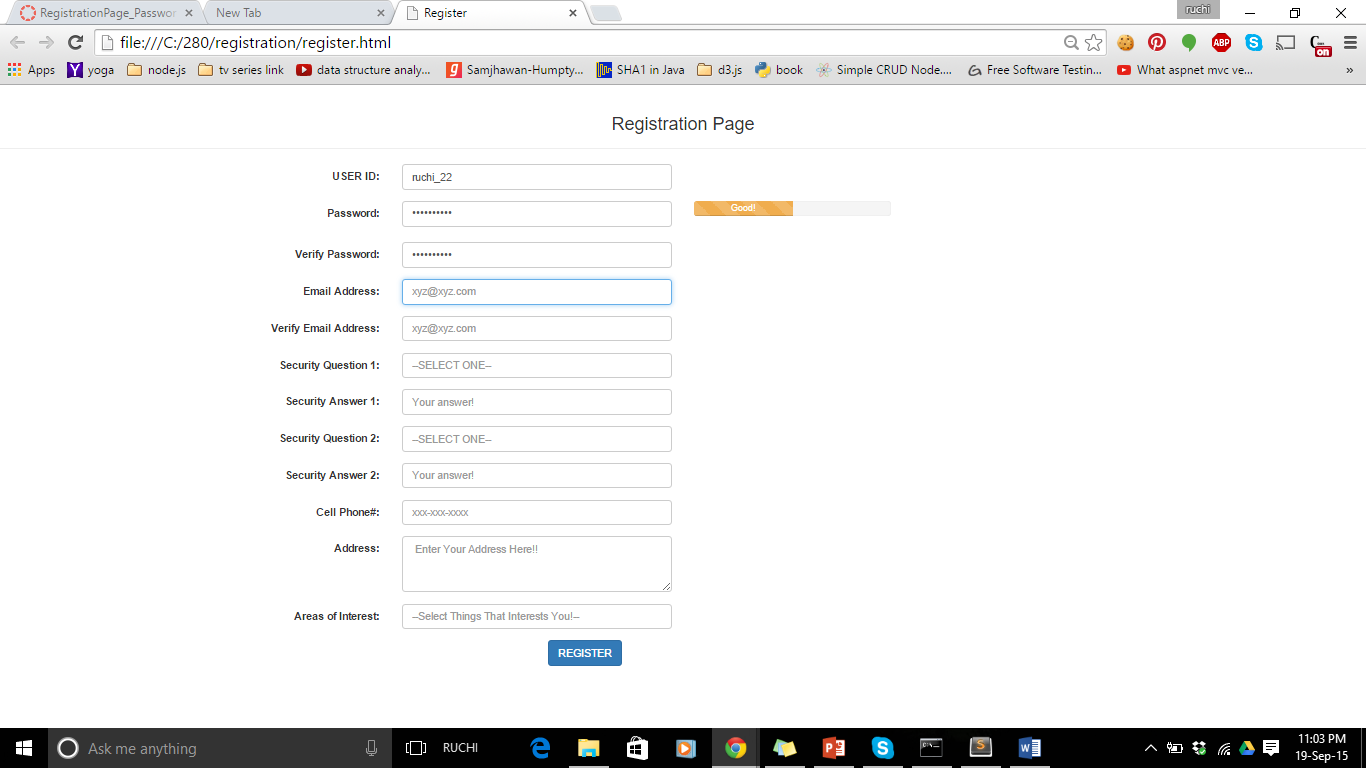 RegistrationPage_Passwor
New Tab
Register
ruchi
file:///C:/280/registration/register.html
ABP
on
Apps
yoga
node.js
tv series link
data structure analy...
Samjhawan-Humpty...
SHA1 in Java
d3.js
book
Simple CRUD Node....
Free Software Testin...
What aspnet mvc ve...
»
Registration Page
USER ID:
ruchi_22
Password:
••••••••••
Good!
Verify Password:
••••••••••
Email Address:
xyz@xyz.com
Verify Email Address:
xyz@xyz.com
Security Question 1:
--SELECT ONE--
Security Answer 1:
Your answer!
Security Question 2:
--SELECT ONE--
Security Answer 2:
Your answer!
Cell Phone#:
xxx-xxx-xxxx
Address:
Enter Your Address Here!!
Areas of Interest:
--Select Things That Interests You!--
REGISTER
Ask me anything
RUCHI
11:03 PM
19-Sep-15